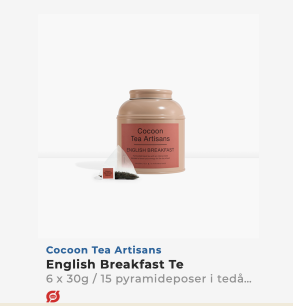 Cocoon
Tea Artisans
ENGLISH BREAKFAST
Cocoon Tea Artisans
English Breakfast Te
6 x 30g / 15 pyramideposer i tedå...